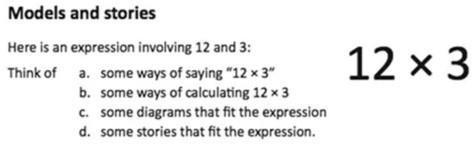 Models and stories
Here is an expression involving 12 and 3:
12 × 3
Think of a. some ways of saying "12 × 3"
b. some ways of calculating 12 × 3
c. some diagrams that fit the expression
d. some stories that fit the expression.